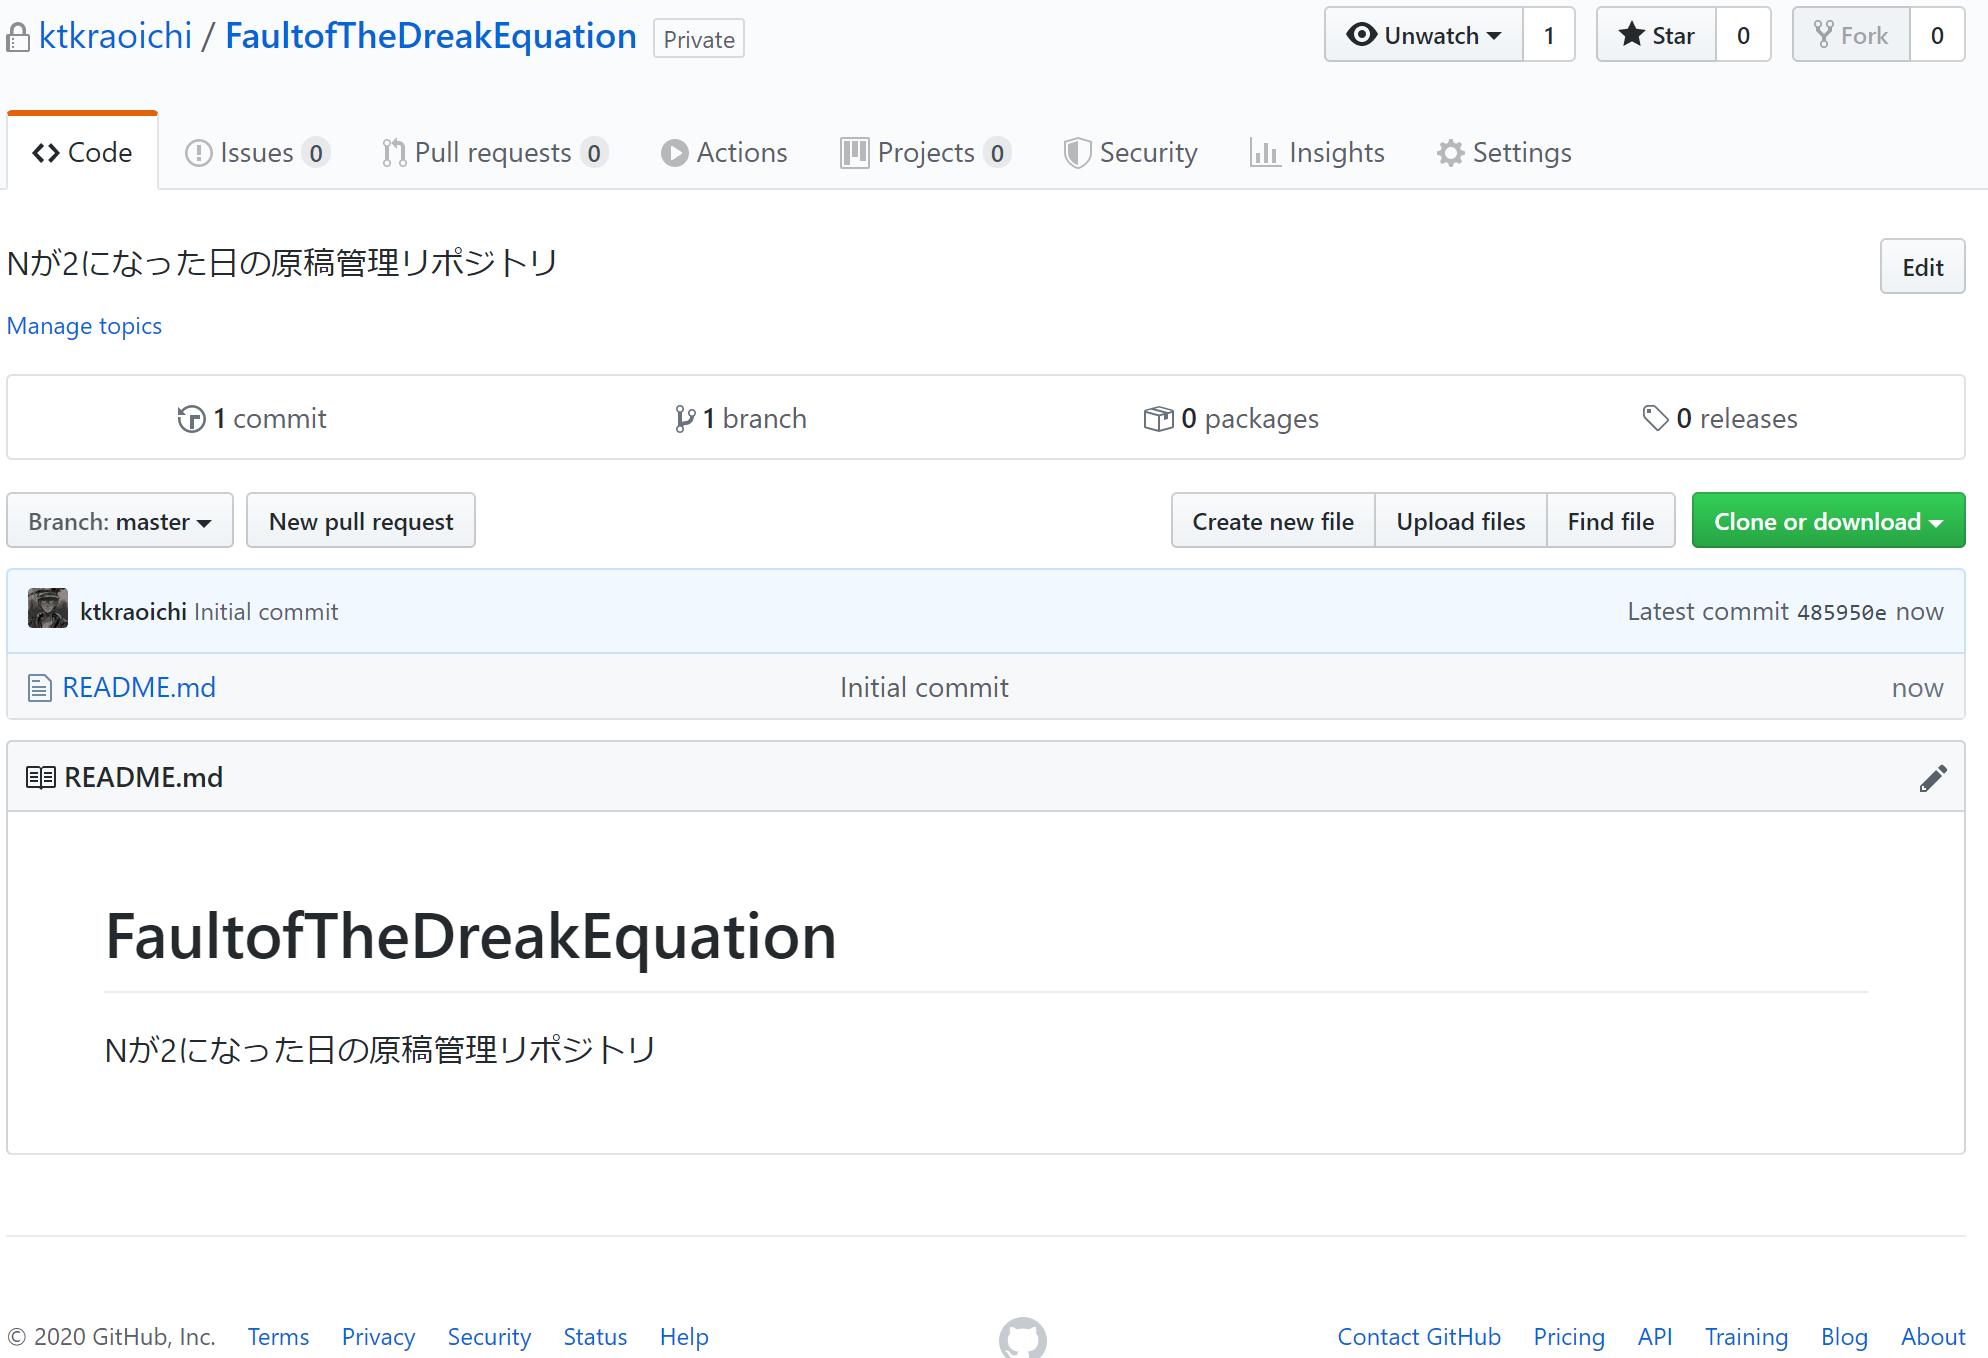 ktkraoichi / FaultofTheDreakEquation Private Unwatch 1 Star 0 Fork 0
Code Issues 0 Pull requests 0 Actions Projects 0 Security Insights Settings
Nが2になった日の原稿管理リポジトリ Edit
Manage topics
1 commit 1 branch 0 packages 0 releases
Branch: master New pull request Create new file Upload files Find file Clone or download
ktkraoichi Initial commit Latest commit 485950e now
README.md Initial commit now
README.md
FaultofTheDreakEquation
Nが2になった日の原稿管理リポジトリ
© 2020 GitHub, Inc. Terms Privacy Security Status Help Contact GitHub Pricing API Training Blog About